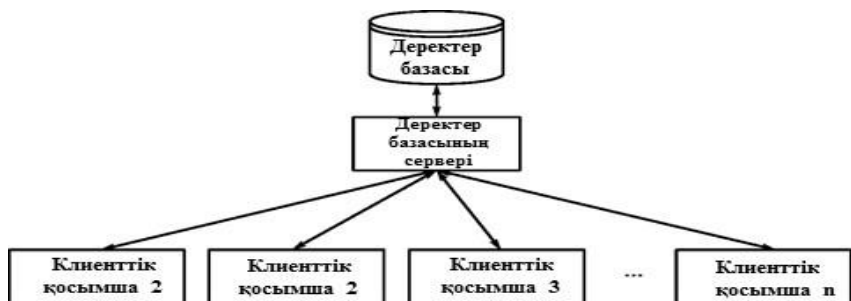 Деректер
базасы
Деректер
базасының
сервері
Клиенттік
қосымша 2
Клиенттік
қосымша 2
Клиенттік
қосымша 3
...
Клиенттік
қосымша n